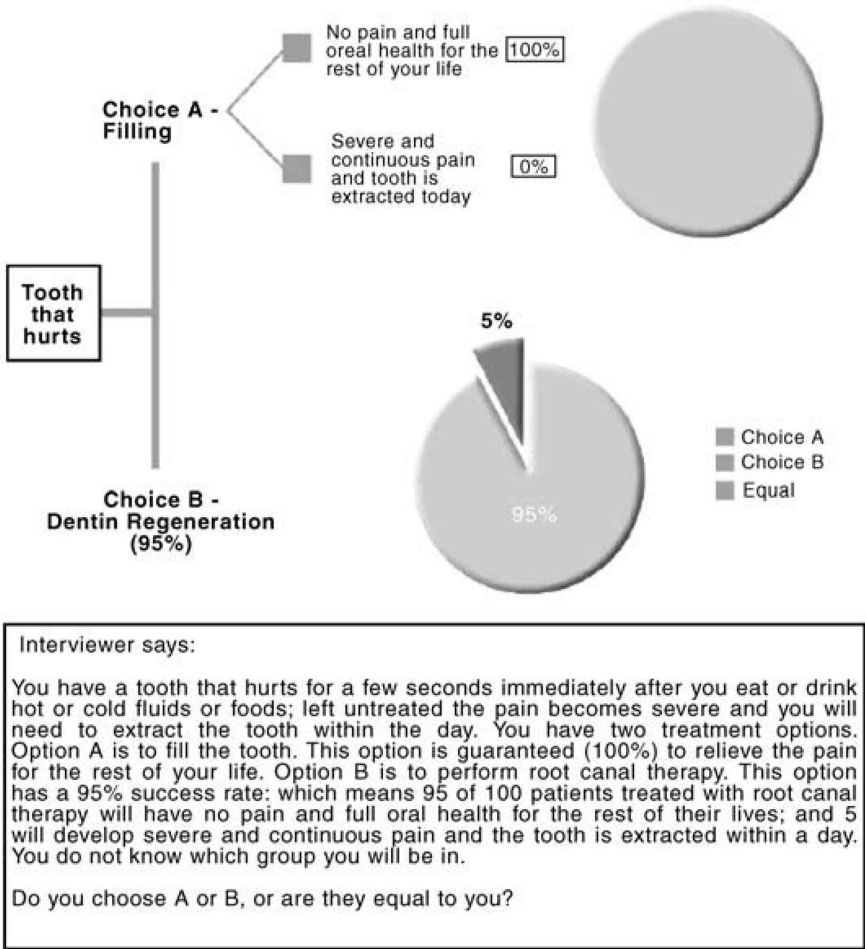 No pain and full
oreal health for the
rest of your life
100%
Choice A -
Filling
Severe and
continuous pain
and tooth is
extracted today
0%
Tooth
that
hurts
5%
95%
Choice A
Choice B
Equal
Choice B -
Dentin Regeneration
(95%)
Interviewer says:
You have a tooth that hurts for a few seconds immediately after you eat or drink
hot or cold fluids or foods; left untreated the pain becomes severe and you will
need to extract the tooth within the day. You have two treatment options.
Option A is to fill the tooth. This option is guaranteed (100%) to relieve the pain
for the rest of your life. Option B is to perform root canal therapy. This option
has a 95% success rate: which means 95 of 100 patients treated with root canal
therapy will have no pain and full oral health for the rest of their lives; and 5
will develop severe and continuous pain and the tooth is extracted within a day.
You do not know which group you will be in.
Do you choose A or B, or are they equal to you?